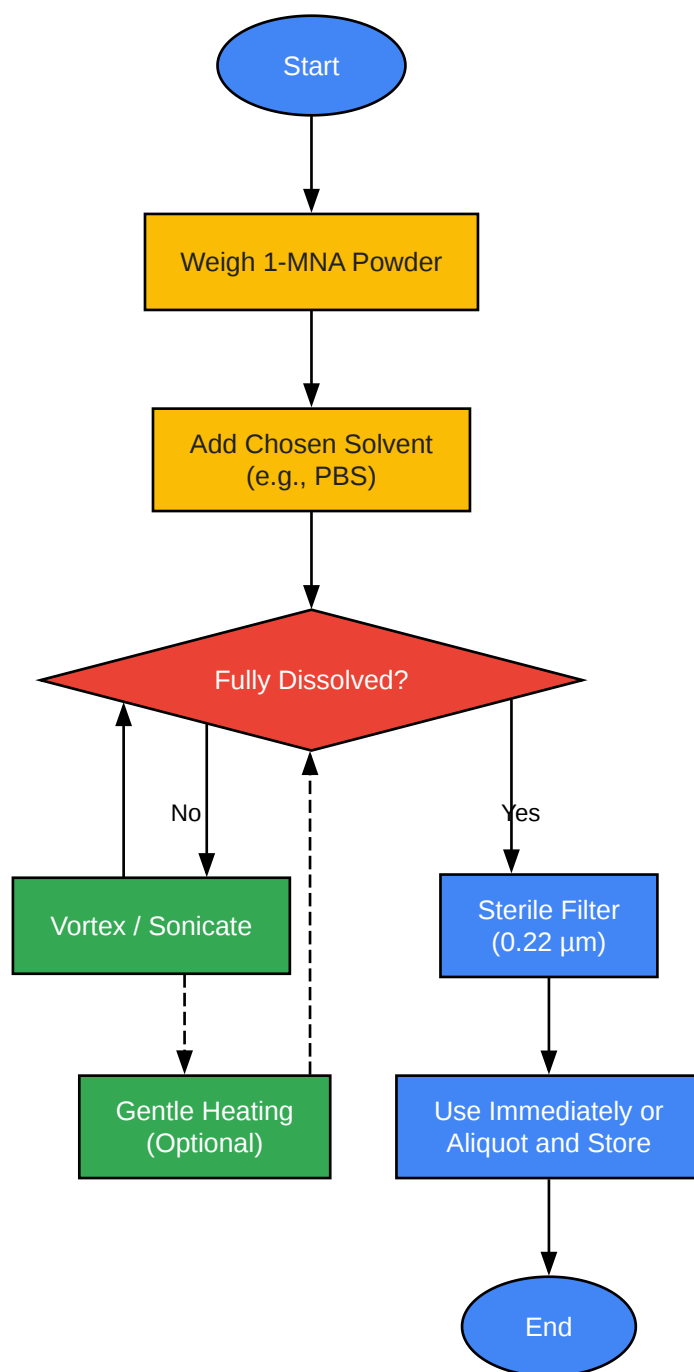 Start
Weigh 1-MNA Powder
Add Chosen Solvent
(e.g., PBS)
Fully Dissolved?
No
Yes
Vortex / Sonicate
Sterile Filter
(0.22 µm)
Gentle Heating
(Optional)
Use Immediately or
Aliquot and Store
End